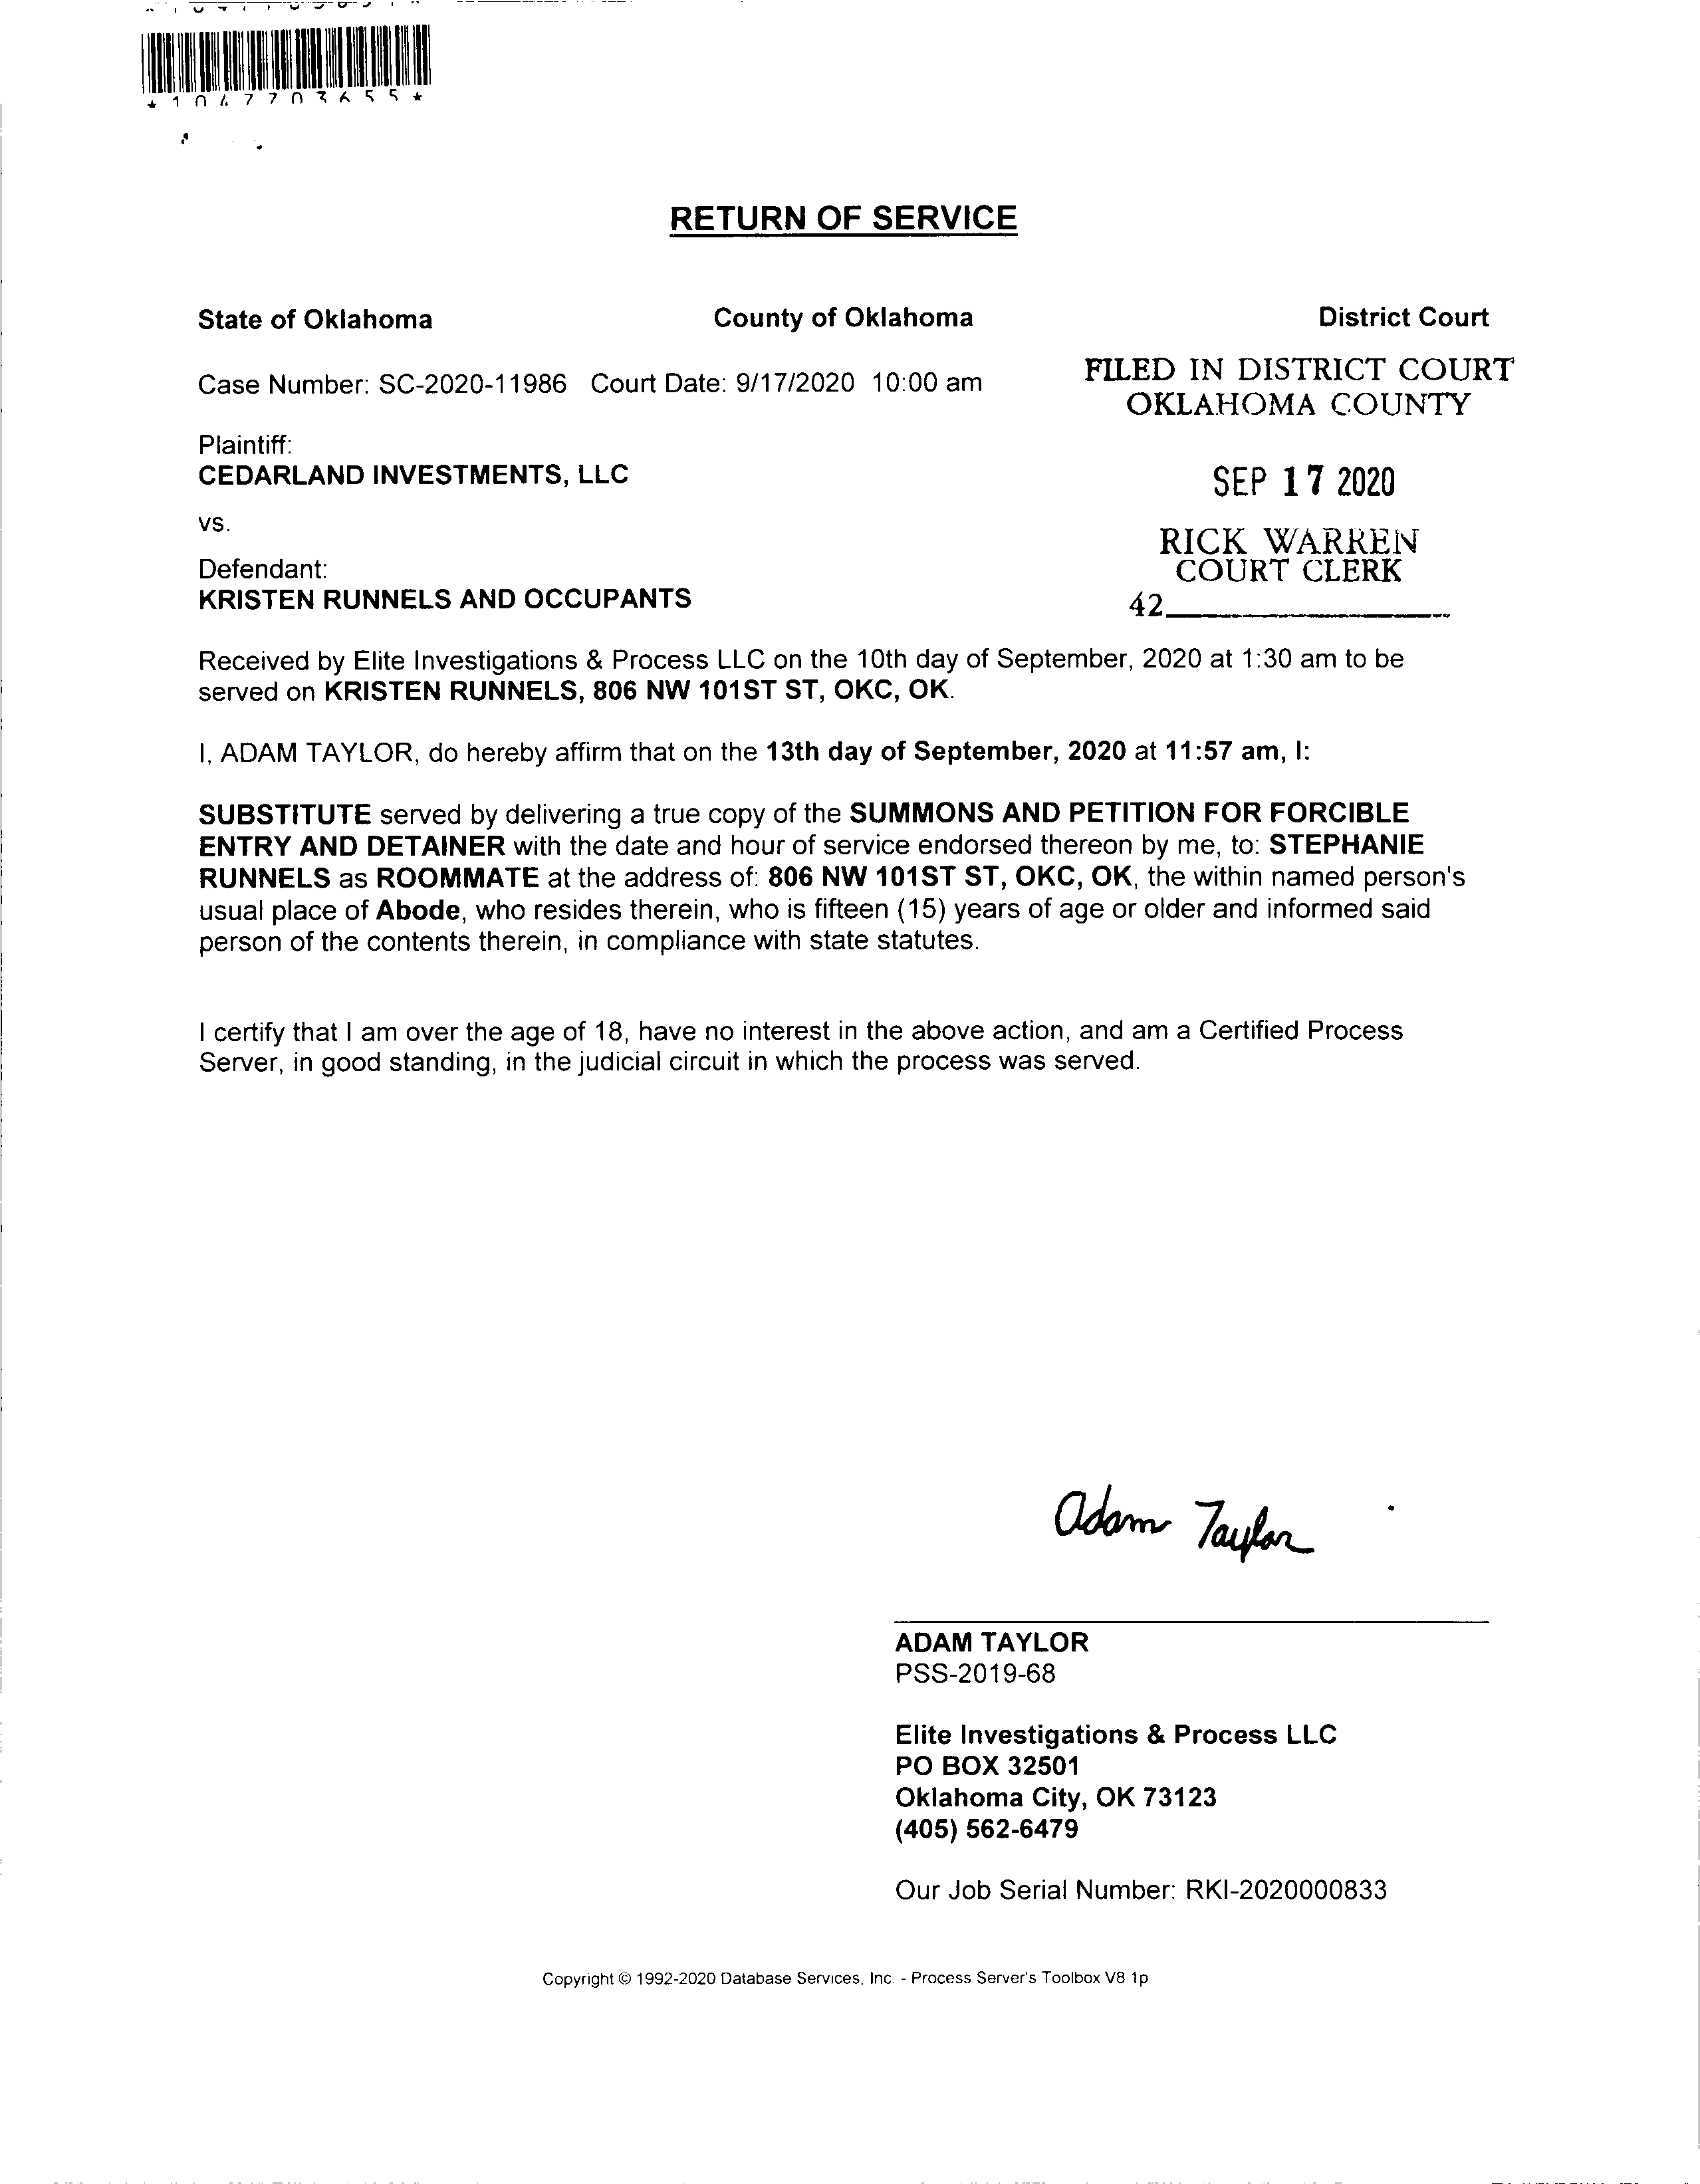 *1047703655*
RETURN OF SERVICE
State of Oklahoma County of Oklahoma District Court
Case Number: SC-2020-11986 Court Date: 9/17/2020 10:00 am
FILED IN DISTRICT COURT
OKLAHOMA COUNTY
Plaintiff:
CEDARLAND INVESTMENTS, LLC
SEP 17 2020
vs.
RICK WARREN
COURT CLERK
Defendant:
KRISTEN RUNNELS AND OCCUPANTS
42
Received by Elite Investigations & Process LLC on the 10th day of September, 2020 at 1:30 am to be
served on KRISTEN RUNNELS, 806 NW 101ST ST, OKC, OK.
I, ADAM TAYLOR, do hereby affirm that on the 13th day of September, 2020 at 11:57 am, I:
SUBSTITUTE served by delivering a true copy of the SUMMONS AND PETITION FOR FORCIBLE
ENTRY AND DETAINER with the date and hour of service endorsed thereon by me, to: STEPHANIE
RUNNELS as ROOMMATE at the address of: 806 NW 101ST ST, OKC, OK, the within named person's
usual place of Abode, who resides therein, who is fifteen (15) years of age or older and informed said
person of the contents therein, in compliance with state statutes.
I certify that I am over the age of 18, have no interest in the above action, and am a Certified Process
Server, in good standing, in the judicial circuit in which the process was served.
Adam Taylor
ADAM TAYLOR
PSS-2019-68
Elite Investigations & Process LLC
PO BOX 32501
Oklahoma City, OK 73123
(405) 562-6479
Our Job Serial Number: RKI-2020000833
Copyright © 1992-2020 Database Services, Inc. - Process Server's Toolbox V8 1p